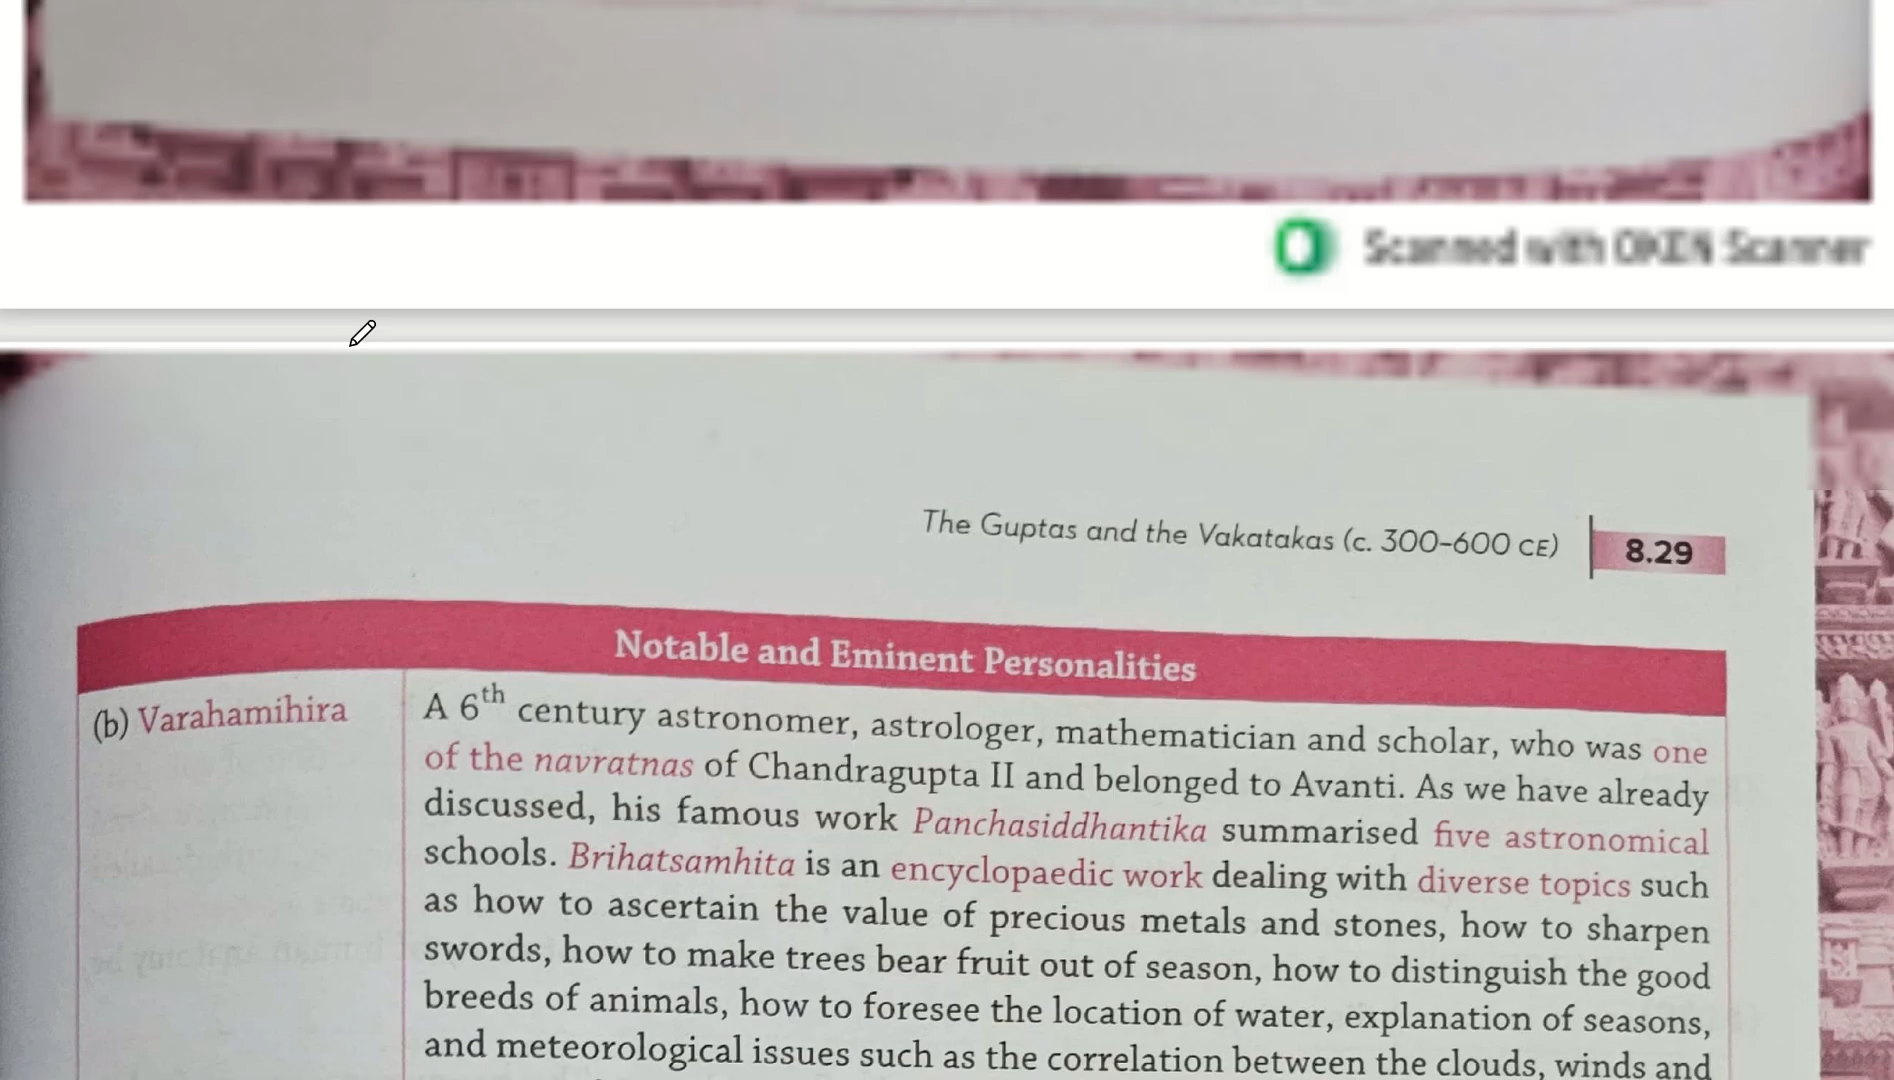 Scanned with OKEN Scanner
The Guptas and the Vakatakas (c. 300–600 CE) 8.29
Notable and Eminent Personalities
(b) Varahamihira
A 6th century astronomer, astrologer, mathematician and scholar, who was one
of the navratnas of Chandragupta II and belonged to Avanti. As we have already
discussed, his famous work Panchasiddhantika summarised five astronomical
schools. Brihatsamhita is an encyclopaedic work dealing with diverse topics such
as how to ascertain the value of precious metals and stones, how to sharpen
swords, how to make trees bear fruit out of season, how to distinguish the good
breeds of animals, how to foresee the location of water, explanation of seasons,
and meteorological issues such as the correlation between the clouds, winds and